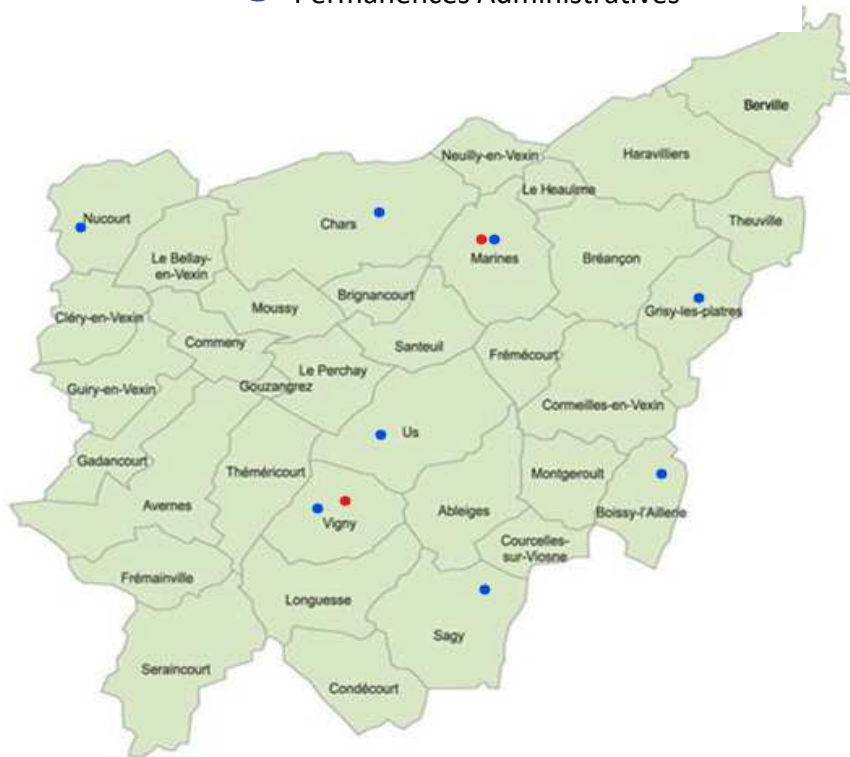 Permanences Administratives
Berville
Neuilly-en-Vexin
Haravilliers
Le Heaulme
Nucourt
Chars
Theuville
Le Bellay-
en-Vexin
Marines
Bréançon
Moussy
Brignancourt
Grisy-les-platres
Cléry-en-Vexin
Commeny
Santeuil
Frémécourt
Le Perchay
Guiry-en-Vexin
Gouzangrez
Cormeilles-en-Vexin
Us
Gadancourt
Théméricourt
Montgeroult
Avernes
Vigny
Ableiges
Boissy-l'Aillerie
Courcelles-
sur-Viosne
Frémainville
Longuesse
Sagy
Seraincourt
Condécourt